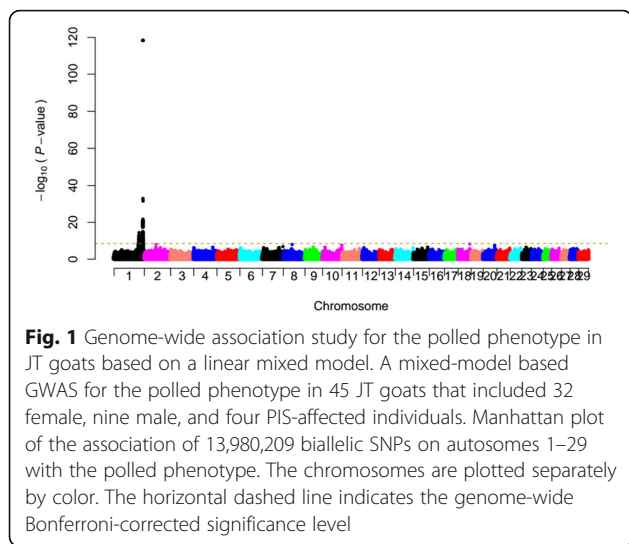 120
100
80
60
40
20
0
−log10 ( P−value )
1 2 3 4 5 6 7 8 9 10 11 12 13 14 15 16 17 18 19 20 21 22 23 24 25 26 27 28 29
Chromosome
Fig. 1 Genome-wide association study for the polled phenotype in
JT goats based on a linear mixed model. A mixed-model based
GWAS for the polled phenotype in 45 JT goats that included 32
female, nine male, and four PIS-affected individuals. Manhattan plot
of the association of 13,980,209 biallelic SNPs on autosomes 1–29
with the polled phenotype. The chromosomes are plotted separately
by color. The horizontal dashed line indicates the genome-wide
Bonferroni-corrected significance level